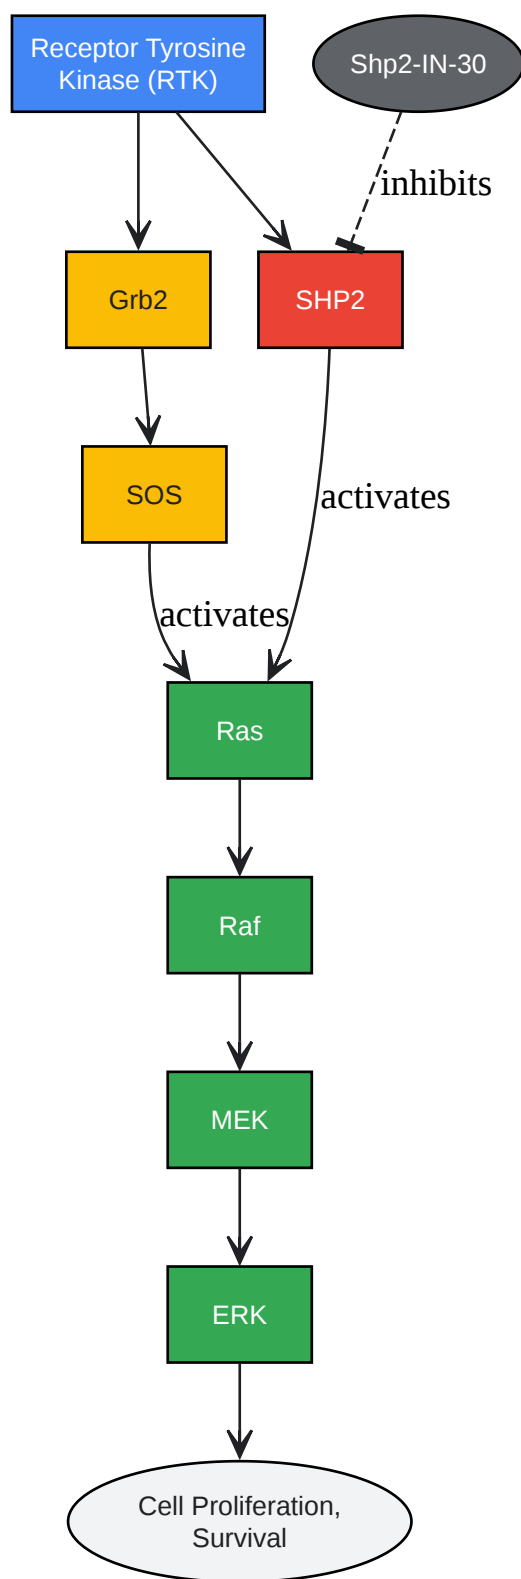 Receptor Tyrosine
Kinase (RTK)
Shp2-IN-30
inhibits
Grb2
SHP2
SOS
activates
activates
Ras
Raf
MEK
ERK
Cell Proliferation,
Survival